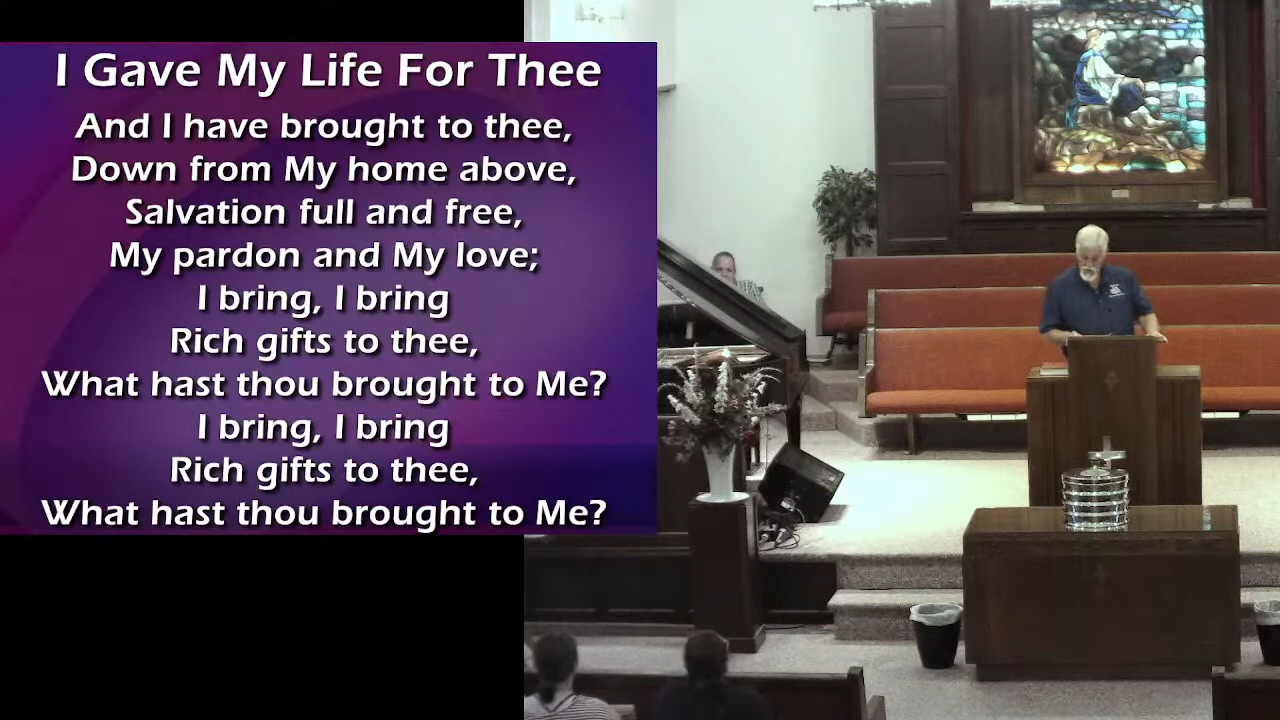 I Gave My Life For Thee
And I have brought to thee,
Down from My home above,
Salvation full and free,
My pardon and My love;
I bring, I bring
Rich gifts to thee,
What hast thou brought to Me?
I bring, I bring
Rich gifts to thee,
What hast thou brought to Me?